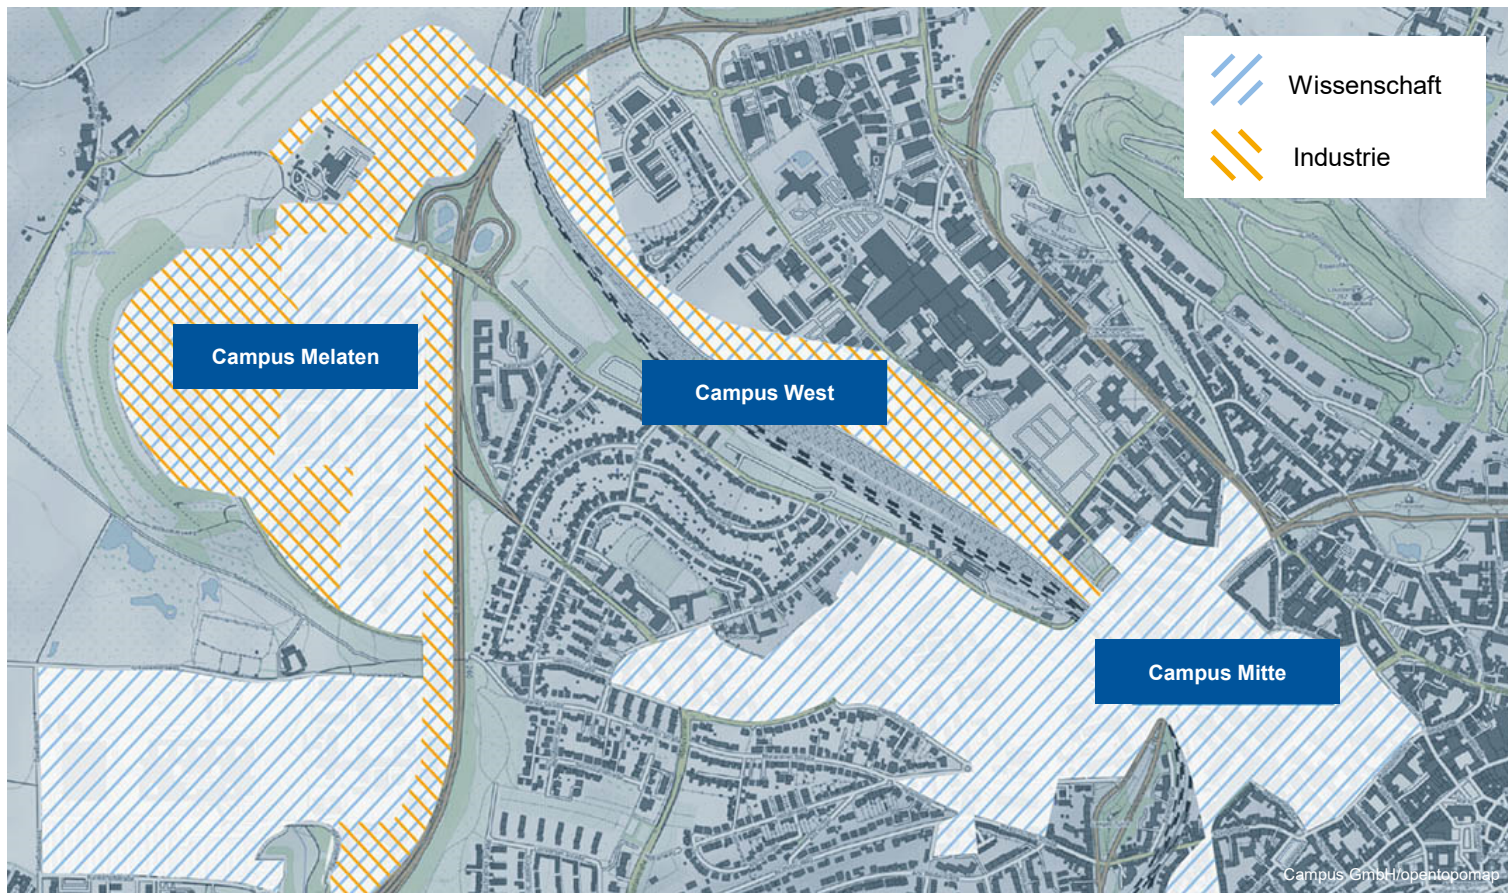 Wissenschaft
Industrie
Campus Melaten
Campus West
Campus Mitte
Campus GmbH/opentopomap